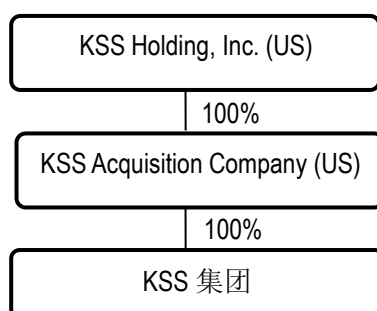 KSS Holding, Inc. (US)
100%
KSS Acquisition Company (US)
100%
KSS 集团